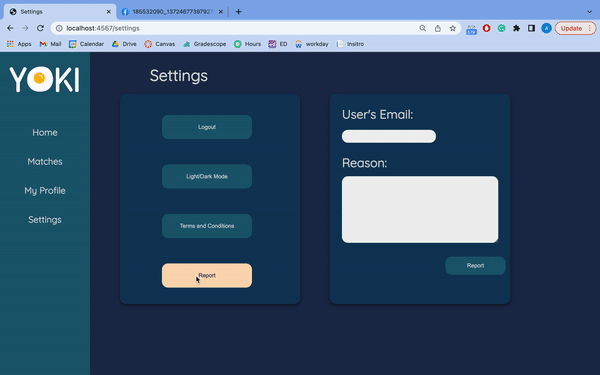 Settings
localhost:4567/settings
Update
Apps
Mail
Calendar
Drive
Canvas
Gradescope
Hours
ED
workday
Insitro
YOKI
Home
Matches
My Profile
Settings
Settings
Logout
Light/Dark Mode
Terms and Conditions
Report
User's Email:
Reason:
Report